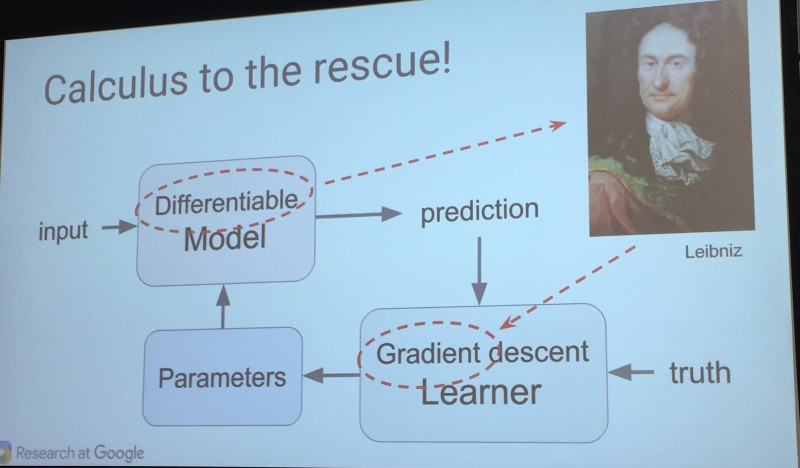 Calculus to the rescue!
Leibniz
input
Differentiable
Model
prediction
Parameters
Gradient descent
Learner
truth
Research at Google